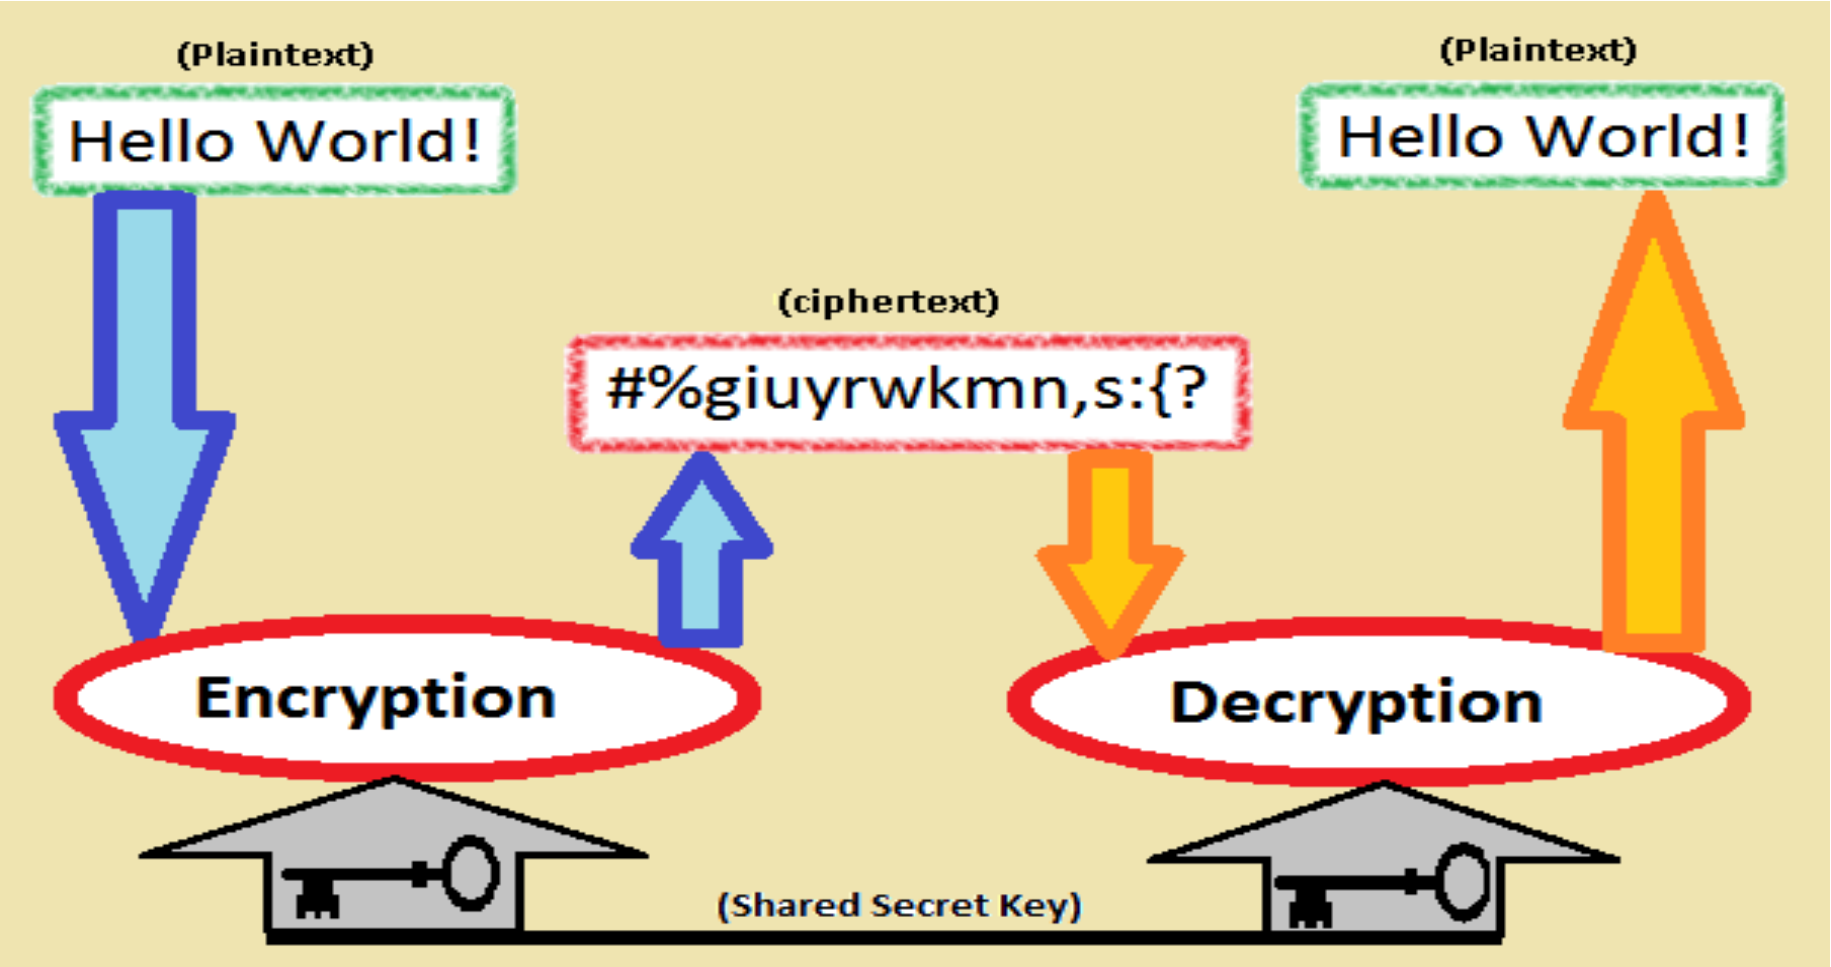 (Plaintext)
Hello World!
(Plaintext)
Hello World!
(ciphertext)
#%giuyrwkmn,s:{?
Encryption
Decryption
(Shared Secret Key)